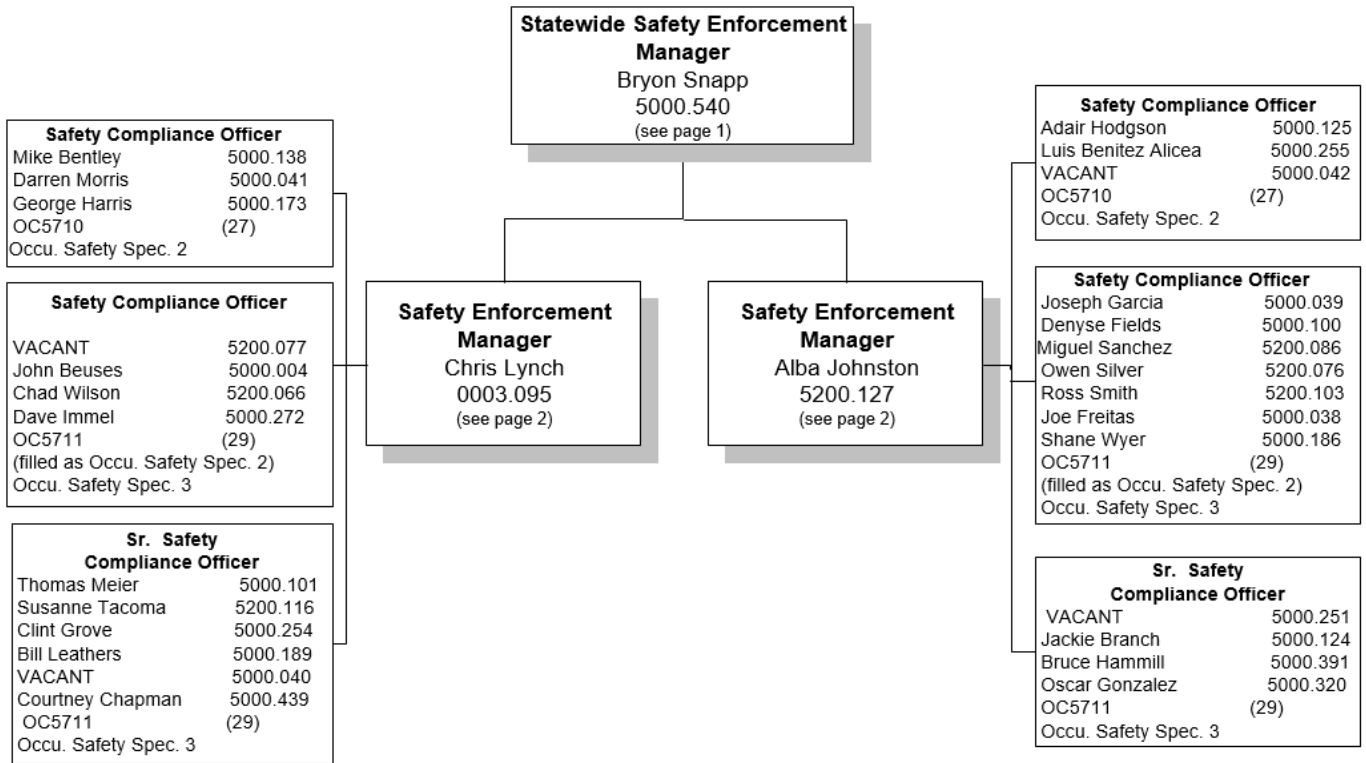 Statewide Safety Enforcement
Manager
Bryon Snapp
5000.540
(see page 1)
Safety Compliance Officer
Mike Bentley 5000.138
Darren Morris 5000.041
George Harris 5000.173
OC5710 (27)
Occu. Safety Spec. 2
Safety Compliance Officer
VACANT 5200.077
John Beuses 5000.004
Chad Wilson 5200.066
Dave Immel 5000.272
OC5711 (29)
(filled as Occu. Safety Spec. 2)
Occu. Safety Spec. 3
Sr. Safety
Compliance Officer
Thomas Meier 5000.101
Susanne Tacoma 5200.116
Clint Grove 5000.254
Bill Leathers 5000.189
VACANT 5000.040
Courtney Chapman 5000.439
OC5711 (29)
Occu. Safety Spec. 3
Safety Enforcement
Manager
Chris Lynch
0003.095
(see page 2)
Safety Enforcement
Manager
Alba Johnston
5200.127
(see page 2)
Safety Compliance Officer
Adair Hodgson 5000.125
Luis Benitez Alicea 5000.255
VACANT 5000.042
OC5710 (27)
Occu. Safety Spec. 2
Safety Compliance Officer
Joseph Garcia 5000.039
Denyse Fields 5000.100
Miguel Sanchez 5200.086
Owen Silver 5200.076
Ross Smith 5200.103
Joe Freitas 5000.038
Shane Wyer 5000.186
OC5711 (29)
(filled as Occu. Safety Spec. 2)
Occu. Safety Spec. 3
Sr. Safety
Compliance Officer
VACANT 5000.251
Jackie Branch 5000.124
Bruce Hammill 5000.391
Oscar Gonzalez 5000.320
OC5711 (29)
Occu. Safety Spec. 3